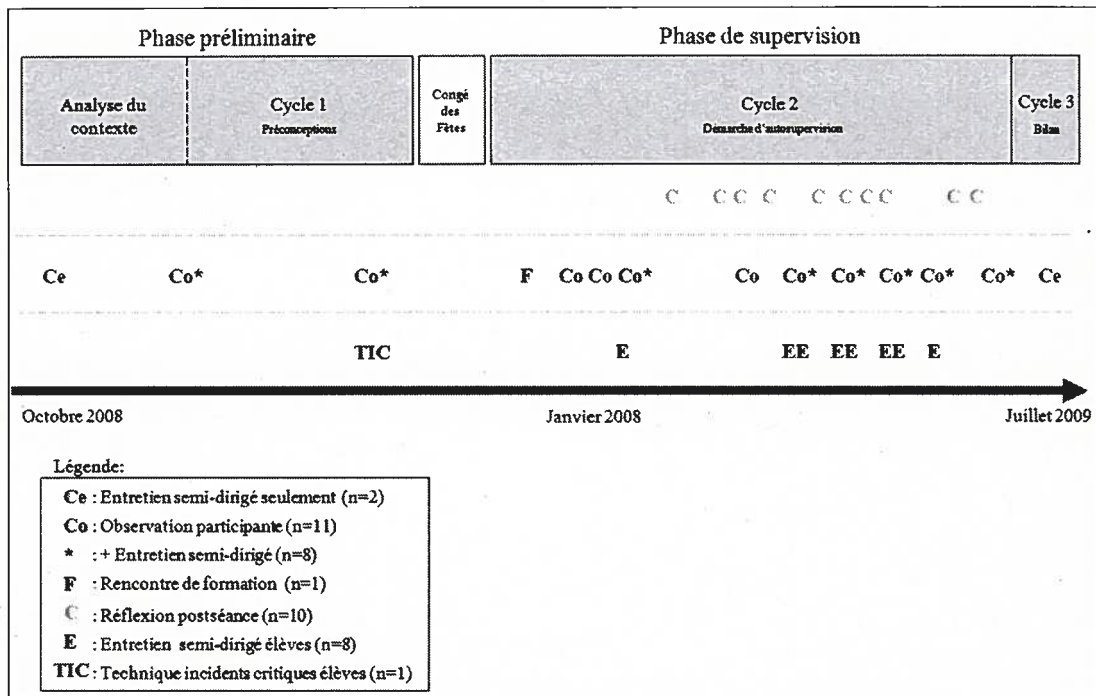 Phase préliminaire
Phase de supervision
Analyse du
contexte
Cycle 1
Préconceptions
Congé
des
Fêtes
Cycle 2
Démarche d'autosupervision
Cycle 3
Bilan
C C C C C C C C C C
Ce Co* Co* F Co Co Co* Co Co* Co* Co* Co* Co* Ce
TIC E EE EE EE E
Octobre 2008 Janvier 2008 Juillet 2009
Légende:
Ce : Entretien semi-dirigé seulement (n=2)
Co : Observation participante (n=11)
* : + Entretien semi-dirigé (n=8)
F : Rencontre de formation (n=1)
C : Réflexion postséance (n=10)
E : Entretien semi-dirigé élèves (n=8)
TIC : Technique incidents critiques élèves (n=1)